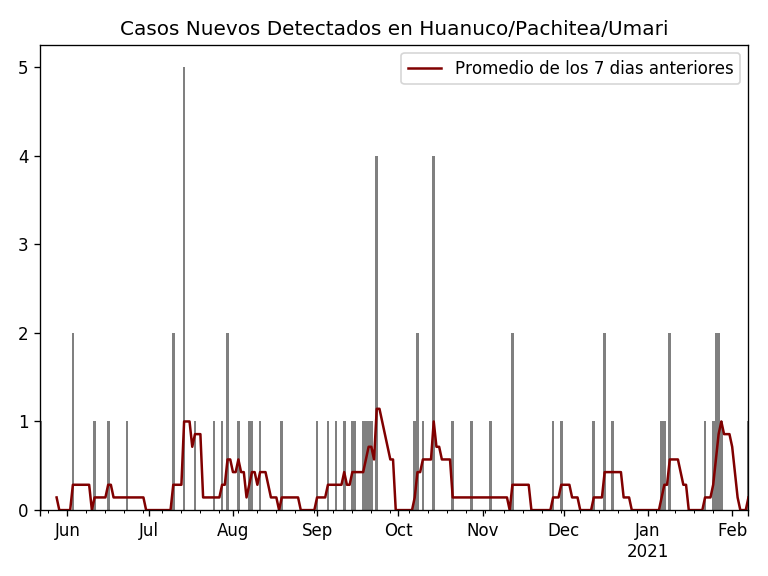 Casos Nuevos Detectados en Huanuco/Pachitea/Umari
Promedio de los 7 dias anteriores
5
4
3
2
1
0
Jun Jul Aug Sep Oct Nov Dec Jan Feb
2021